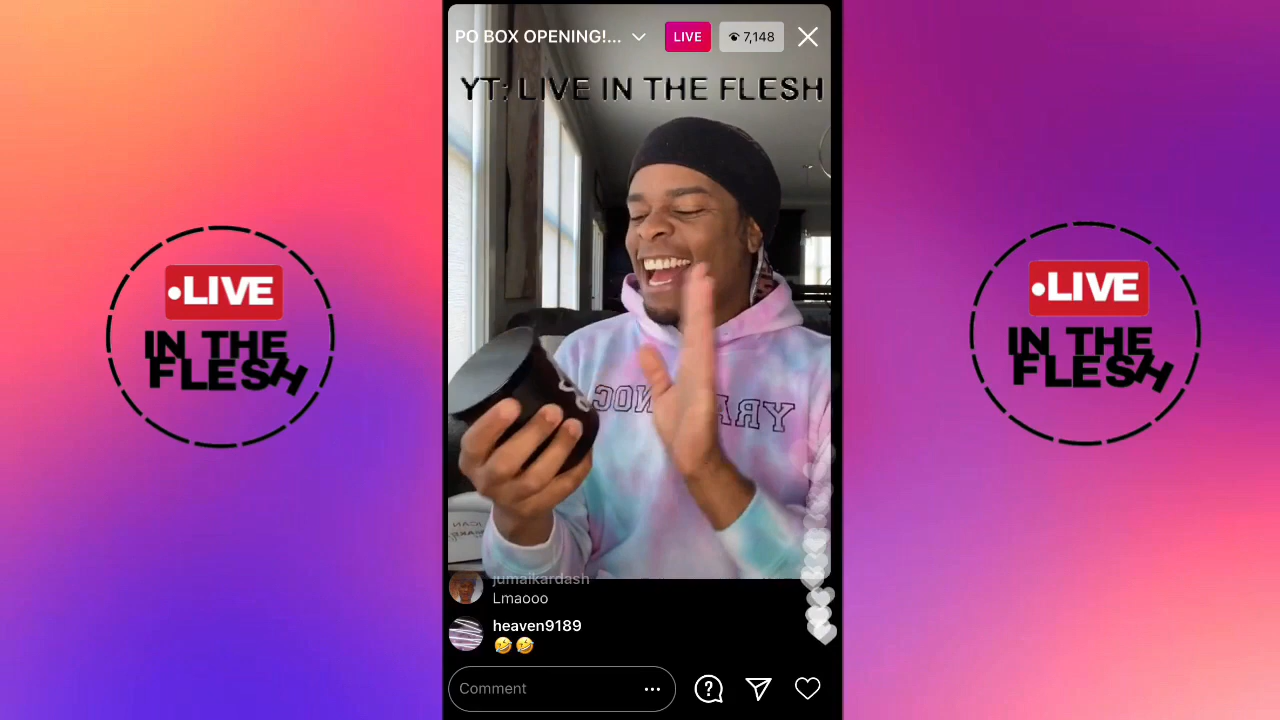 PO BOX OPENING!...
LIVE
7,148
YT: LIVE IN THE FLESH
LIVE
IN THE
FLESH
LIVE
IN THE
FLESH
jumaikardash
Lmaooo
heaven9189
🤣🤣
Comment